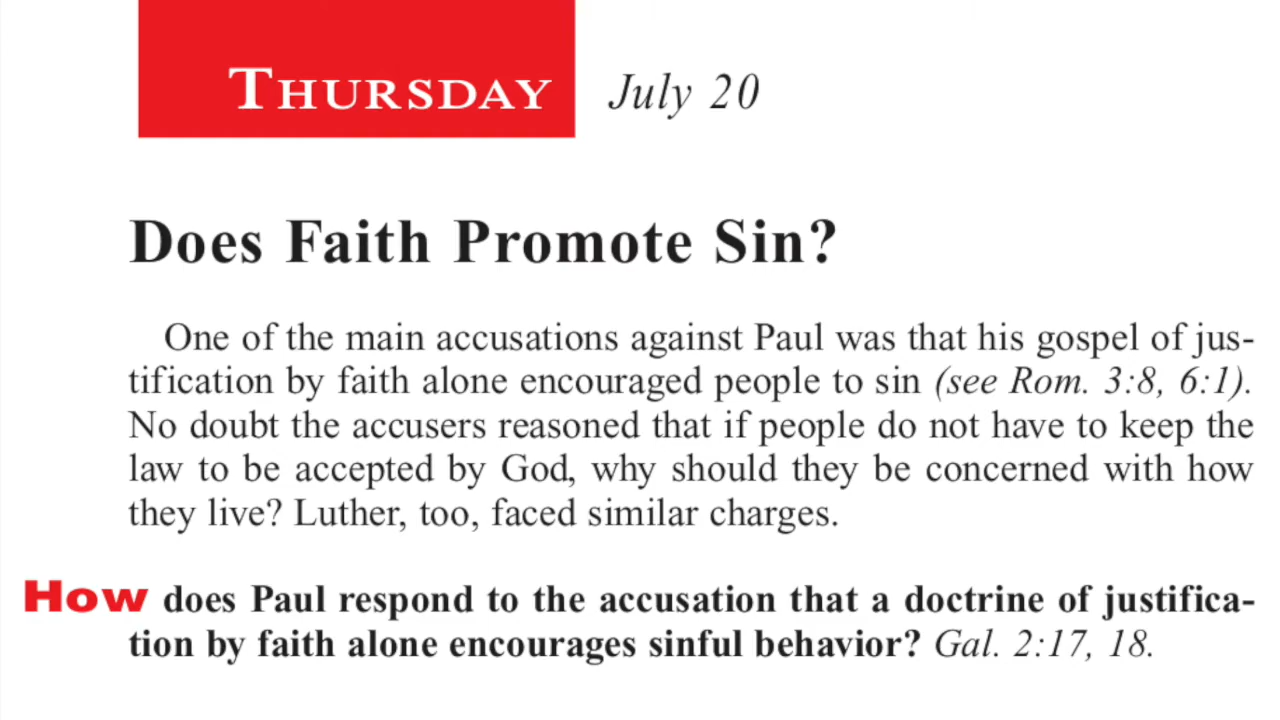 THURSDAY July 20
Does Faith Promote Sin?
One of the main accusations against Paul was that his gospel of jus-
tification by faith alone encouraged people to sin (see Rom. 3:8, 6:1).
No doubt the accusers reasoned that if people do not have to keep the
law to be accepted by God, why should they be concerned with how
they live? Luther, too, faced similar charges.
How does Paul respond to the accusation that a doctrine of justifica-
tion by faith alone encourages sinful behavior? Gal. 2:17, 18.